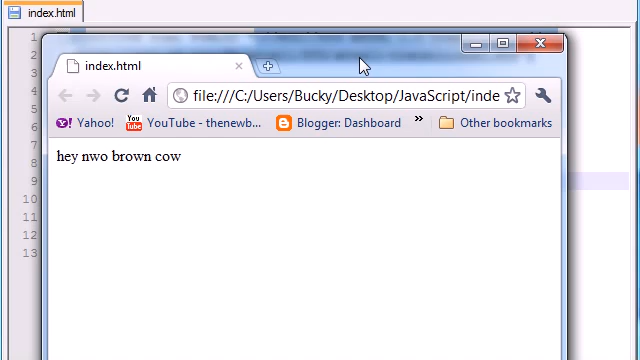 index.html
index.html
file:///C:/Users/Bucky/Desktop/JavaScript/inde
Yahoo! YouTube - thenewb... Blogger: Dashboard » Other bookmarks
hey nwo brown cow
1
2
3
4
5
6
7
8
9
10
11
12
13